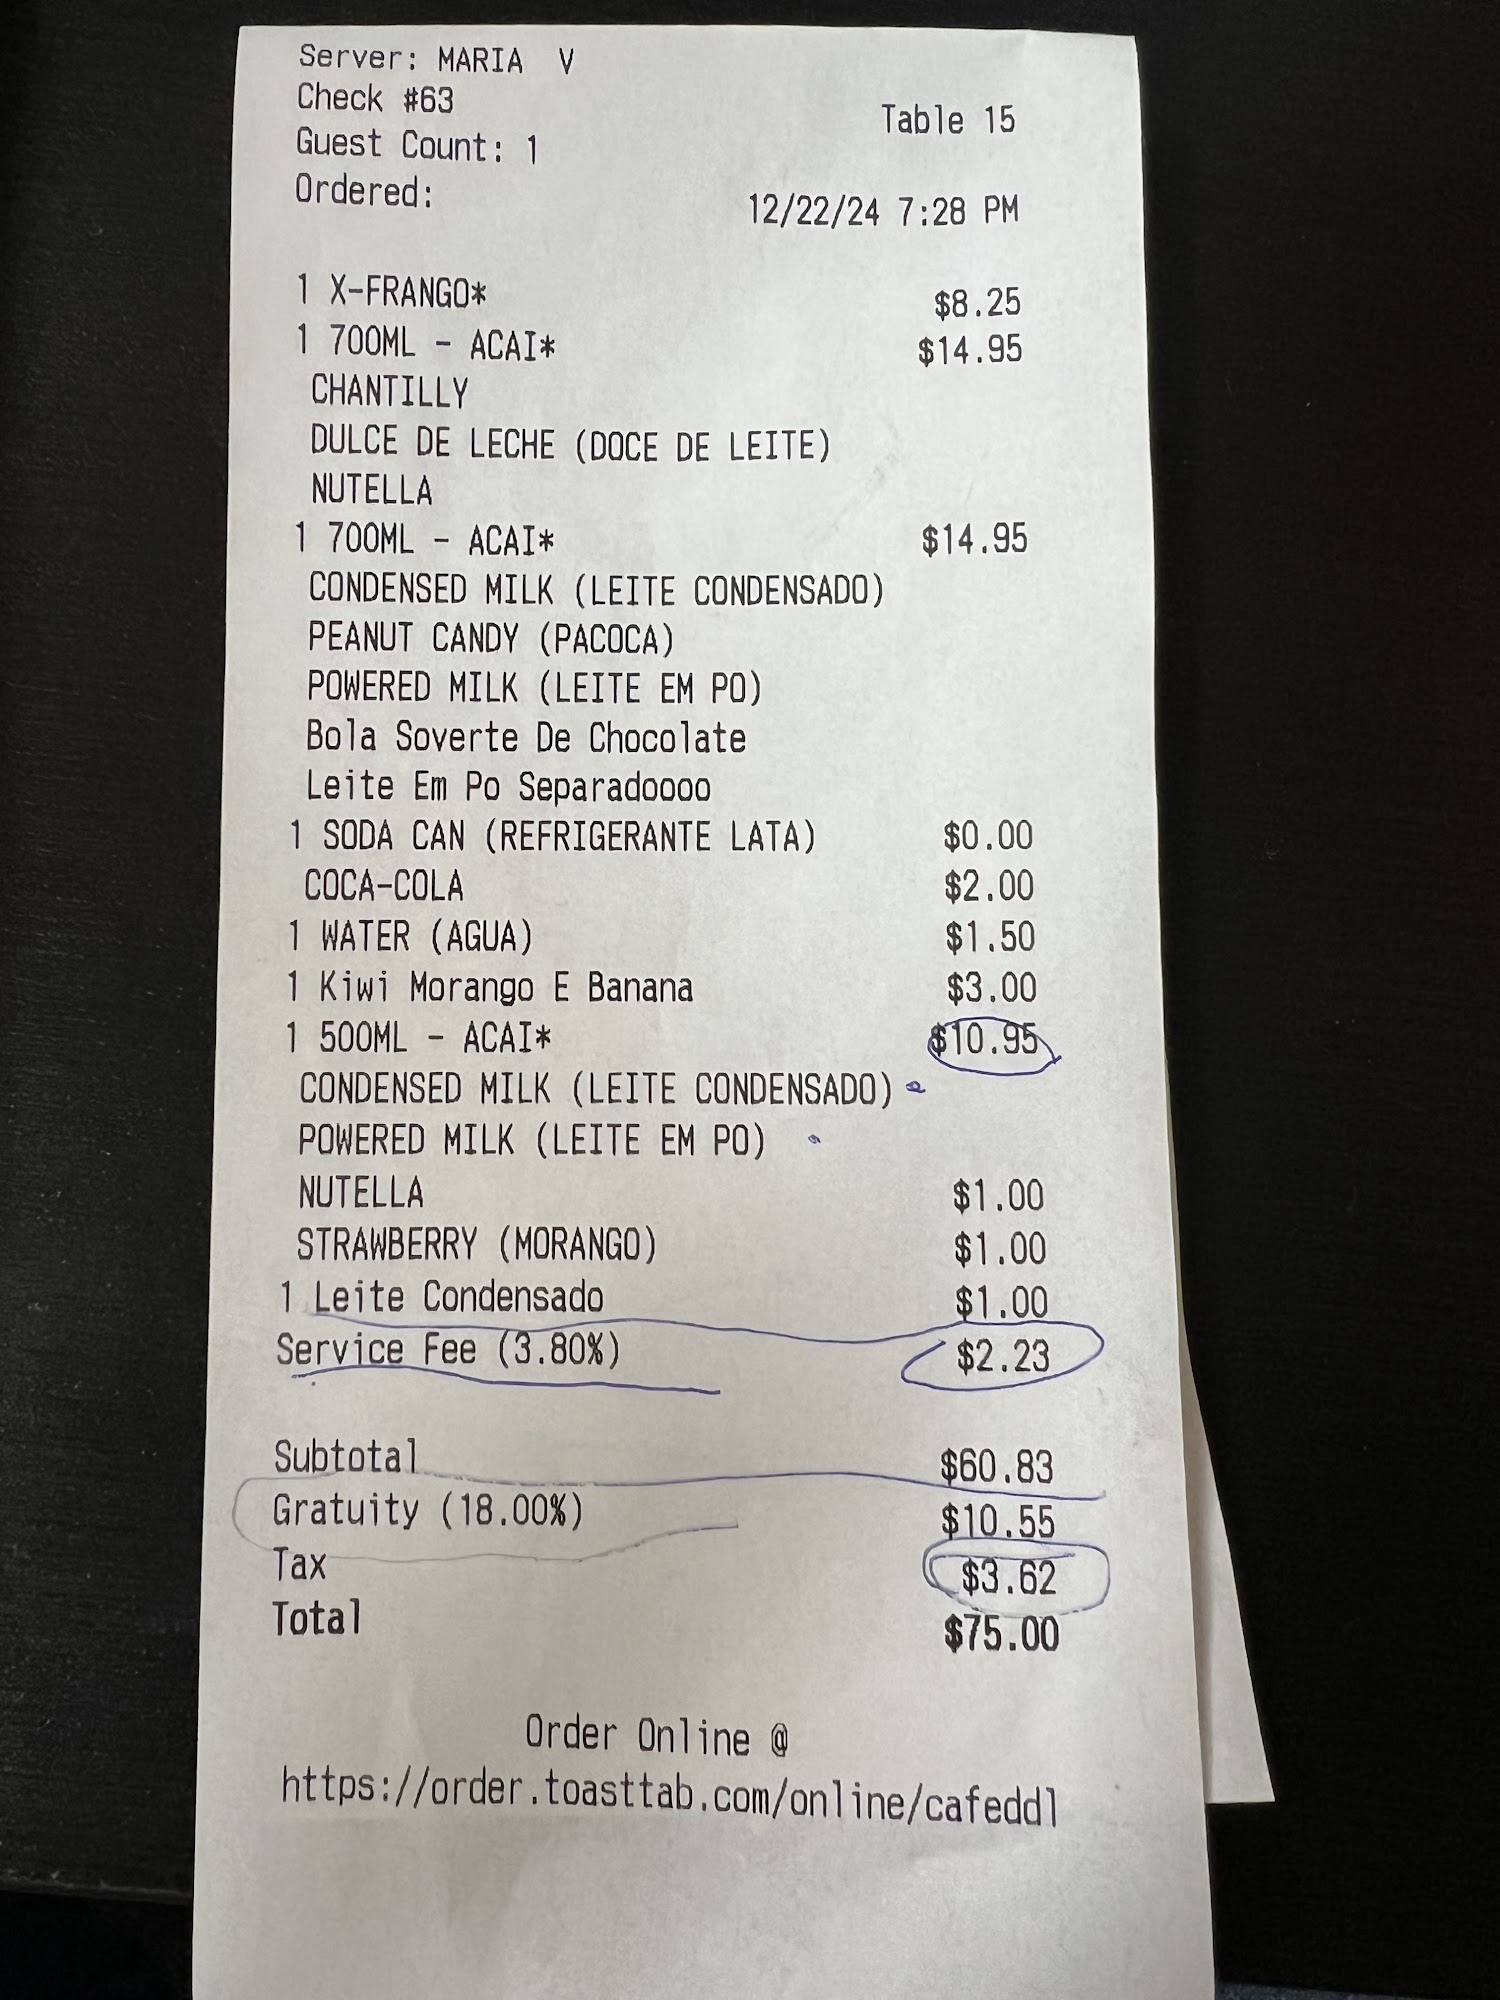 Server: MARIA V
Check #63
Table 15
Guest Count: 1
Ordered:
12/22/24 7:28 PM
1 X-FRANGO* $8.25
1 700ML - ACAI* $14.95
CHANTILLY
DULCE DE LECHE (DOCE DE LEITE)
NUTELLA
1 700ML - ACAI* $14.95
CONDENSED MILK (LEITE CONDENSADO)
PEANUT CANDY (PACOCA)
POWERED MILK (LEITE EM PO)
Bola Soverte De Chocolate
Leite Em Po Separadoooo
1 SODA CAN (REFRIGERANTE LATA) $0.00
COCA-COLA $2.00
1 WATER (AGUA) $1.50
1 Kiwi Morango E Banana $3.00
1 500ML - ACAI* $10.95
CONDENSED MILK (LEITE CONDENSADO)
POWERED MILK (LEITE EM PO)
NUTELLA $1.00
STRAWBERRY (MORANGO) $1.00
1 Leite Condensado $1.00
Service Fee (3.80%) $2.23
Subtotal $60.83
Gratuity (18.00%) $10.55
Tax $3.62
Total $75.00
Order Online @
https://order.toasttab.com/online/cafeddl